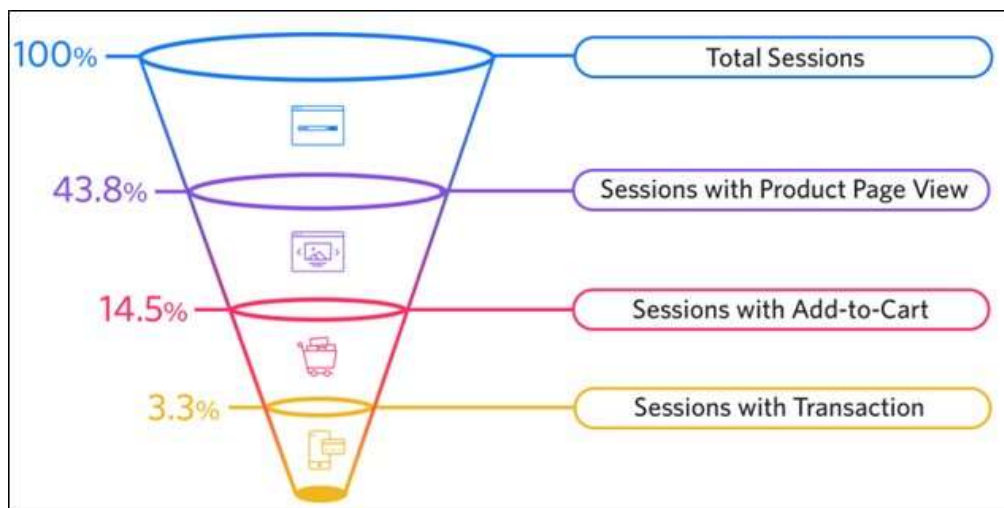 100% Total Sessions
43.8% Sessions with Product Page View
14.5% Sessions with Add-to-Cart
3.3% Sessions with Transaction